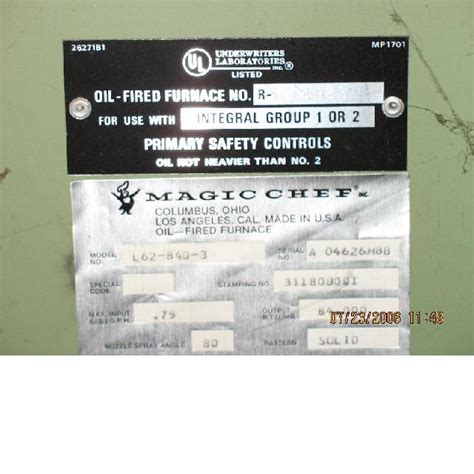 26271B1
MP1701
UL
UNDERWRITERS
LABORATORIES
INC.
LISTED
OIL-FIRED FURNACE NO. R-
FOR USE WITH INTEGRAL GROUP 1 OR 2
PRIMARY SAFETY CONTROLS
OIL NOT HEAVIER THAN NO. 2
MAGIC CHEF
COLUMBUS, OHIO
LOS ANGELES, CAL. MADE IN U.S.A.
OIL-FIRED FURNACE
MODEL NO. L62-84D-3 SERIAL NO. A 04626H8B
SPECIAL CODE STAMPING NO.
MAX. INPUT .75 OUTPUT
NOZZLE SPRAY ANGLE 80 PATTERN SOLID
07/23/2006 11:48